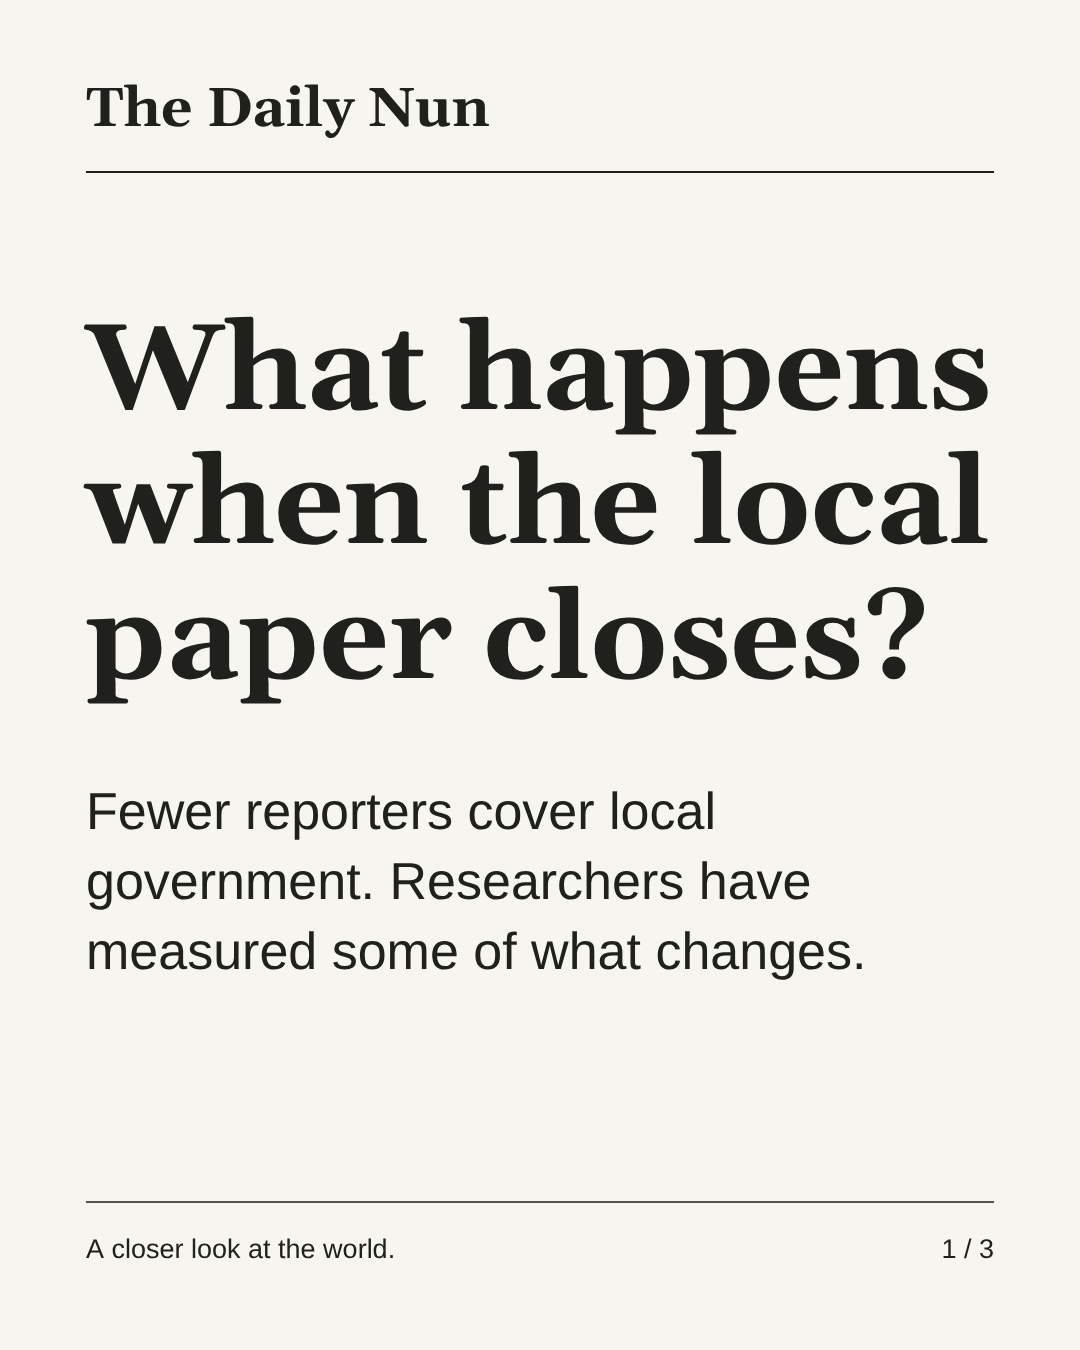 The Daily Nun
What happens
when the local
paper closes?
Fewer reporters cover local
government. Researchers have
measured some of what changes.
A closer look at the world.
1 / 3